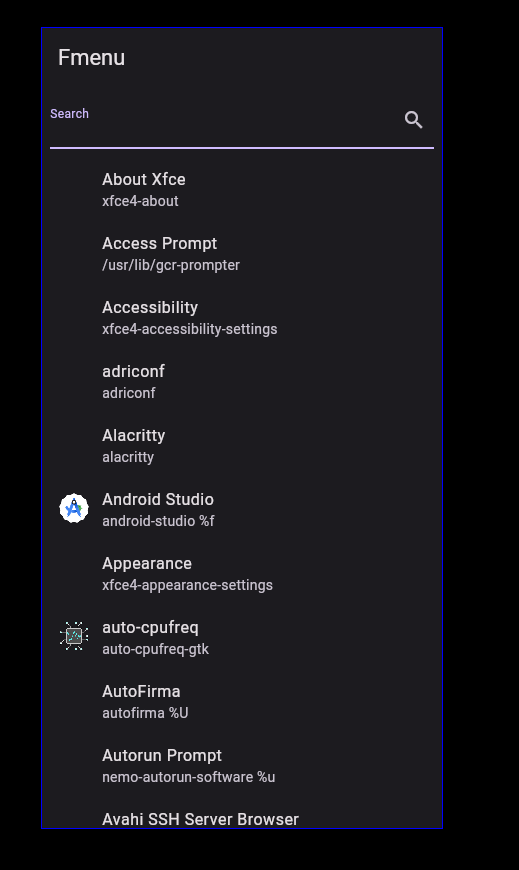 Fmenu
Search
About Xfce
xfce4-about
Access Prompt
/usr/lib/gcr-prompter
Accessibility
xfce4-accessibility-settings
adriconf
adriconf
Alacritty
alacritty
Android Studio
android-studio %f
Appearance
xfce4-appearance-settings
auto-cpufreq
auto-cpufreq-gtk
AutoFirma
autofirma %U
Autorun Prompt
nemo-autorun-software %u
Avahi SSH Server Browser